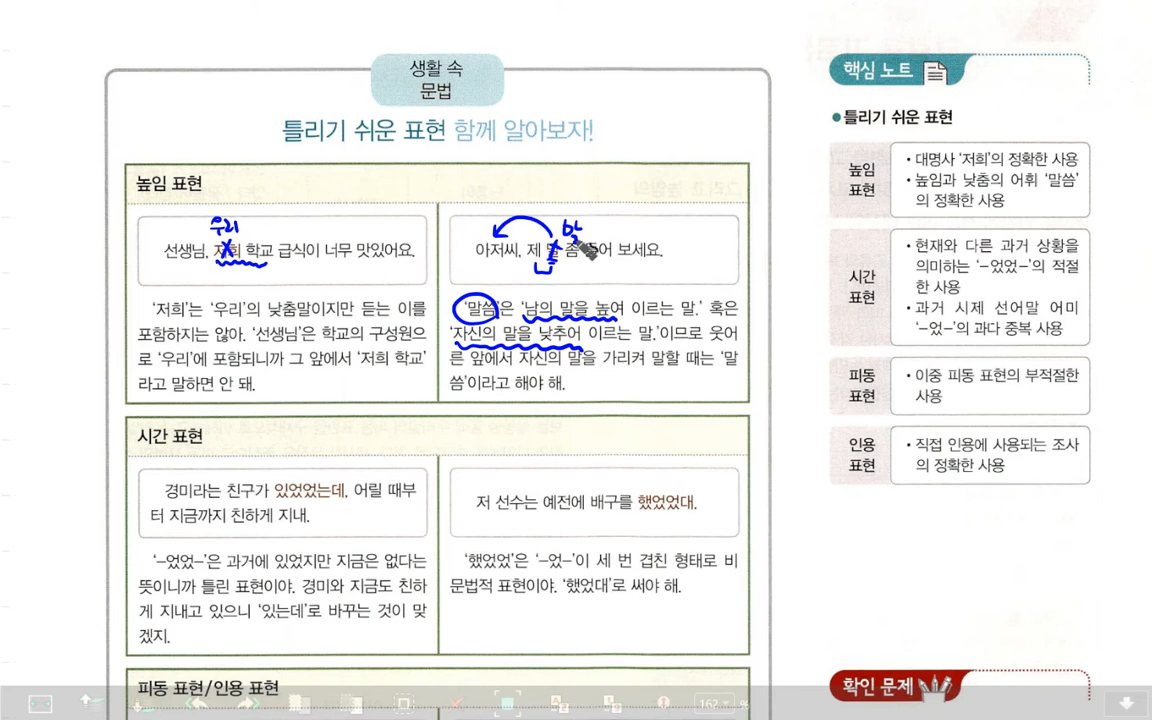 생활 속
문법
틀리기 쉬운 표현 함께 알아보자!
높임 표현
우리
선생님, 저희 학교 급식이 너무 맛있어요.
'저희'는 '우리'의 낮춤말이지만 듣는 이를
포함하지는 않아. '선생님'은 학교의 구성원으
로 '우리'에 포함되니까 그 앞에서 '저희 학교'
라고 말하면 안 돼.
아저씨, 제 말 좀 어 보세요.
'말씀'은 '남의 말을 높여 이르는 말.' 혹은
'자신의 말을 낮추어 이르는 말.'이므로 웃어
른 앞에서 자신의 말을 가리켜 말할 때는 '말
씀'이라고 해야 해.
시간 표현
경미라는 친구가 있었었는데, 어릴 때부
터 지금까지 친하게 지내.
'-었었-'은 과거에 있었지만 지금은 없다는
뜻이니까 틀린 표현이야. 경미와 지금도 친하
게 지내고 있으니 '있는데'로 바꾸는 것이 맞
겠지.
저 선수는 예전에 배구를 했었었대.
'했었었'은 '-었-'이 세 번 겹친 형태로 비
문법적 표현이야. '했었대'로 써야 해.
피동 표현/인용 표현
핵심 노트
●틀리기 쉬운 표현
높임
표현
• 대명사 '저희'의 정확한 사용
• 높임과 낮춤의 어휘 '말씀'
의 정확한 사용
시간
표현
• 현재와 다른 과거 상황을
의미하는 '-었었-'의 적절
한 사용
• 과거 시제 선어말 어미
'-었-'의 과다 중복 사용
피동
표현
• 이중 피동 표현의 부적절한
사용
인용
표현
• 직접 인용에 사용되는 조사
의 정확한 사용
확인 문제
162 %